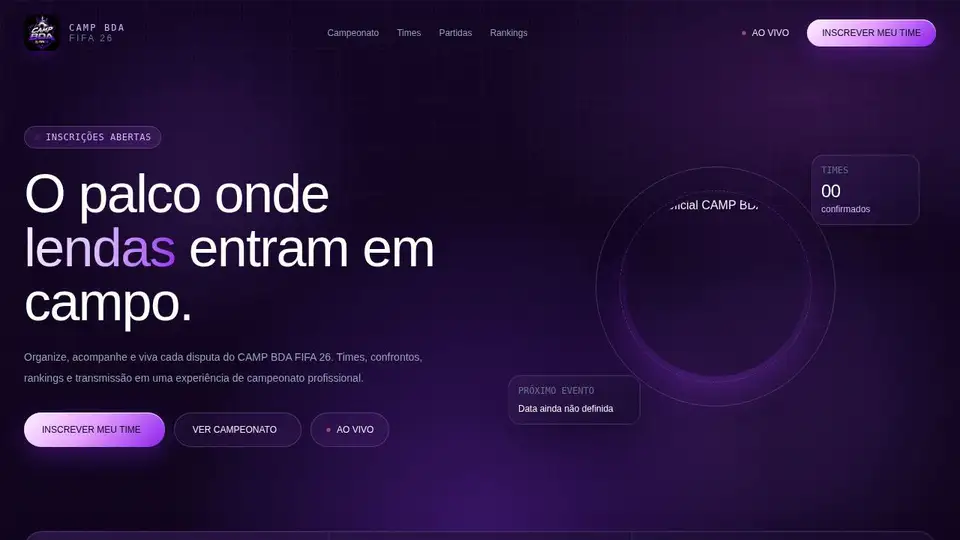 CAMP BDA
FIFA 26
Campeonato
Times
Partidas
Rankings
AO VIVO
INSCREVER MEU TIME
INSCRIÇÕES ABERTAS
O palco onde
lendas entram em
campo.
Organize, acompanhe e viva cada disputa do CAMP BDA FIFA 26. Times, confrontos,
rankings e transmissão em uma experiência de campeonato profissional.
INSCREVER MEU TIME
VER CAMPEONATO
AO VIVO
CAMP
TIMES
00
confirmados
PRÓXIMO EVENTO
Data ainda não definida